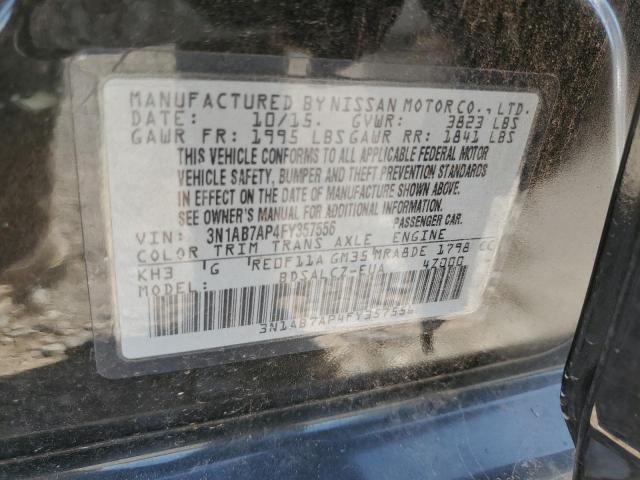 MANUFACTURED BY NISSAN MOTOR CO., LTD.
DATE: 10/15. GVWR: 3823 LBS
GAWR FR: 1995 LBS GAWR RR: 1841 LBS
THIS VEHICLE CONFORMS TO ALL APPLICABLE FEDERAL MOTOR
VEHICLE SAFETY, BUMPER AND THEFT PREVENTION STANDARDS
IN EFFECT ON THE DATE OF MANUFACTURE SHOWN ABOVE.
SEE OWNER'S MANUAL FOR ADDITIONAL INFORMATION.
VIN: 3N1AB7AP4FY357556 PASSENGER CAR.
COLOR TRIM TRANS AXLE ENGINE
KH3 G RE0F11A GM35 MRA8DE 1798 CC
MODEL: BDSALCZ-EUA 47000
3N1AB7AP4FY357556